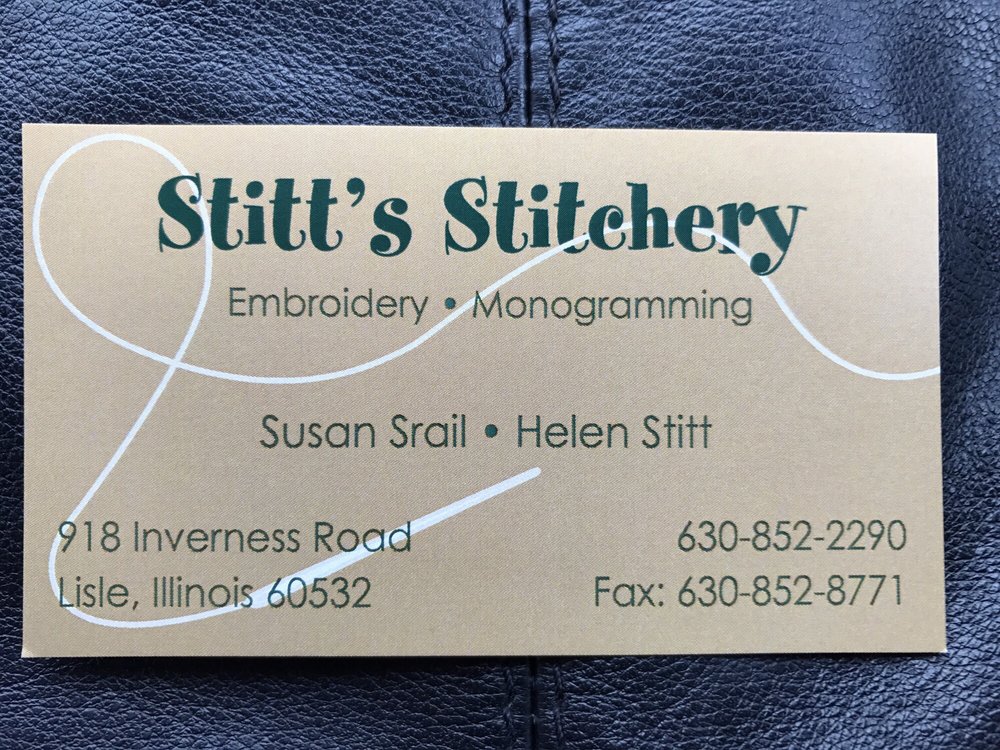 Stitt's Stitchery
Embroidery • Monogramming
Susan Srail • Helen Stitt
918 Inverness Road
Lisle, Illinois 60532
630-852-2290
Fax: 630-852-8771